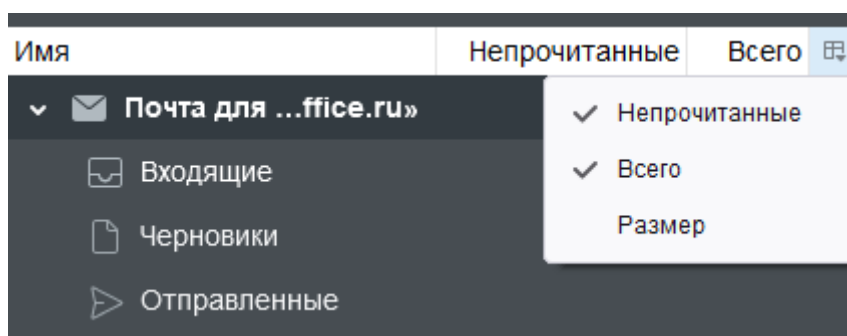 Имя Непрочитанные Всего
Почта для ...ffice.ru»
Непрочитанные
Входящие
Всего
Черновики
Размер
Отправленные